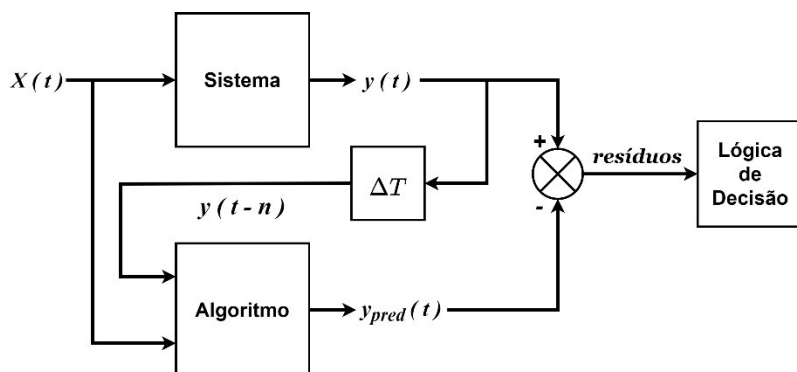 X ( t )
Sistema
y ( t )
+
resíduos
Lógica
de
Decisão
ΔT
y ( t - n )
-
Algoritmo
y_pred ( t )